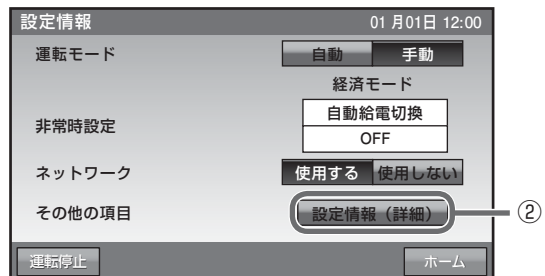 設定情報 01月01日 12:00
運転モード 自動 手動
経済モード
非常時設定 自動給電切換
OFF
ネットワーク 使用する 使用しない
その他の項目 設定情報（詳細） ②
運転停止 ホーム